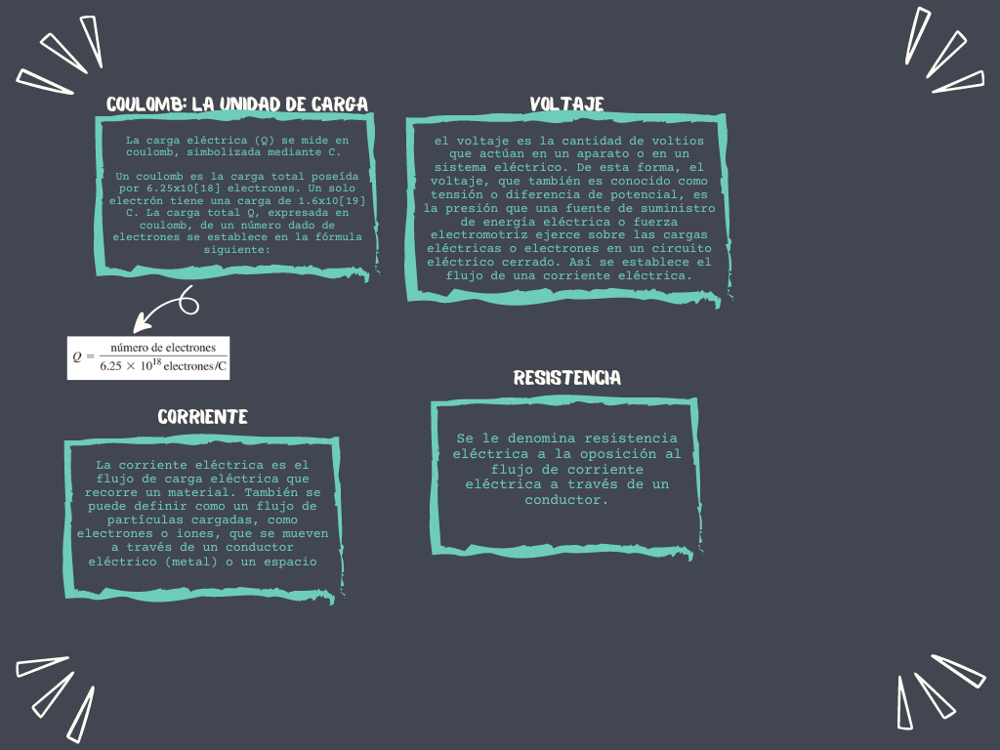 COULOMB: LA UNIDAD DE CARGA
La carga eléctrica (Q) se mide en
coulomb, simbolizada mediante C.
Un coulomb es la carga total poseída
por 6.25x10[18] electrones. Un solo
electrón tiene una carga de 1.6x10[19]
C. La carga total Q, expresada en
coulomb, de un número dado de
electrones se establece en la fórmula
siguiente:
Q = número de electrones
6.25 × 10^18 electrones/C
VOLTAJE
el voltaje es la cantidad de voltios
que actúan en un aparato o en un
sistema eléctrico. De esta forma, el
voltaje, que también es conocido como
tensión o diferencia de potencial, es
la presión que una fuente de suministro
de energía eléctrica o fuerza
electromotriz ejerce sobre las cargas
eléctricas o electrones en un circuito
eléctrico cerrado. Así se establece el
flujo de una corriente eléctrica.
CORRIENTE
La corriente eléctrica es el
flujo de carga eléctrica que
recorre un material. También se
puede definir como un flujo de
partículas cargadas, como
electrones o iones, que se mueven
a través de un conductor
eléctrico (metal) o un espacio
RESISTENCIA
Se le denomina resistencia
eléctrica a la oposición al
flujo de corriente
eléctrica a través de un
conductor.